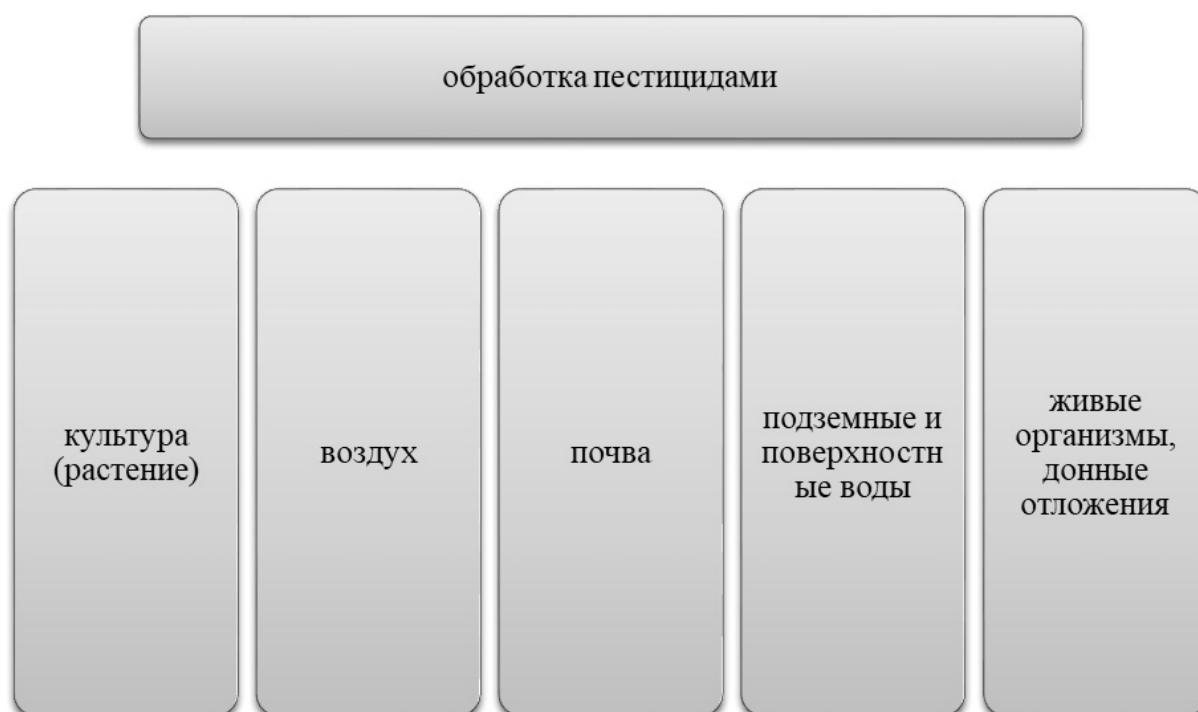 обработка пестицидами
культура
(растение)
воздух
почва
подземные и
поверхностн
ые воды
живые
организмы,
донные
отложения